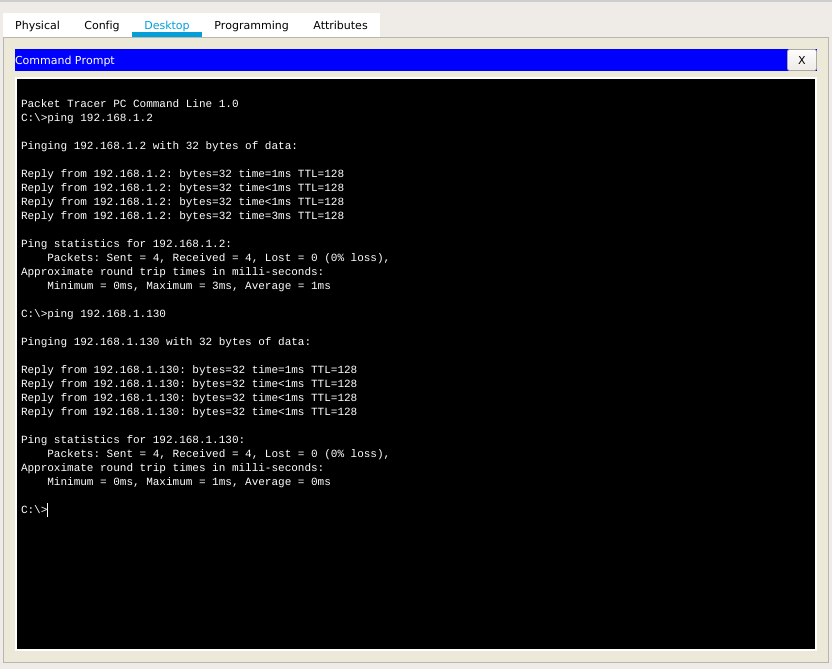 Physical Config Desktop Programming Attributes
Command Prompt X
Packet Tracer PC Command Line 1.0
C:\>ping 192.168.1.2
Pinging 192.168.1.2 with 32 bytes of data:
Reply from 192.168.1.2: bytes=32 time=1ms TTL=128
Reply from 192.168.1.2: bytes=32 time<1ms TTL=128
Reply from 192.168.1.2: bytes=32 time<1ms TTL=128
Reply from 192.168.1.2: bytes=32 time=3ms TTL=128
Ping statistics for 192.168.1.2:
Packets: Sent = 4, Received = 4, Lost = 0 (0% loss),
Approximate round trip times in milli-seconds:
Minimum = 0ms, Maximum = 3ms, Average = 1ms
C:\>ping 192.168.1.130
Pinging 192.168.1.130 with 32 bytes of data:
Reply from 192.168.1.130: bytes=32 time=1ms TTL=128
Reply from 192.168.1.130: bytes=32 time<1ms TTL=128
Reply from 192.168.1.130: bytes=32 time<1ms TTL=128
Reply from 192.168.1.130: bytes=32 time<1ms TTL=128
Ping statistics for 192.168.1.130:
Packets: Sent = 4, Received = 4, Lost = 0 (0% loss),
Approximate round trip times in milli-seconds:
Minimum = 0ms, Maximum = 1ms, Average = 0ms
C:\>